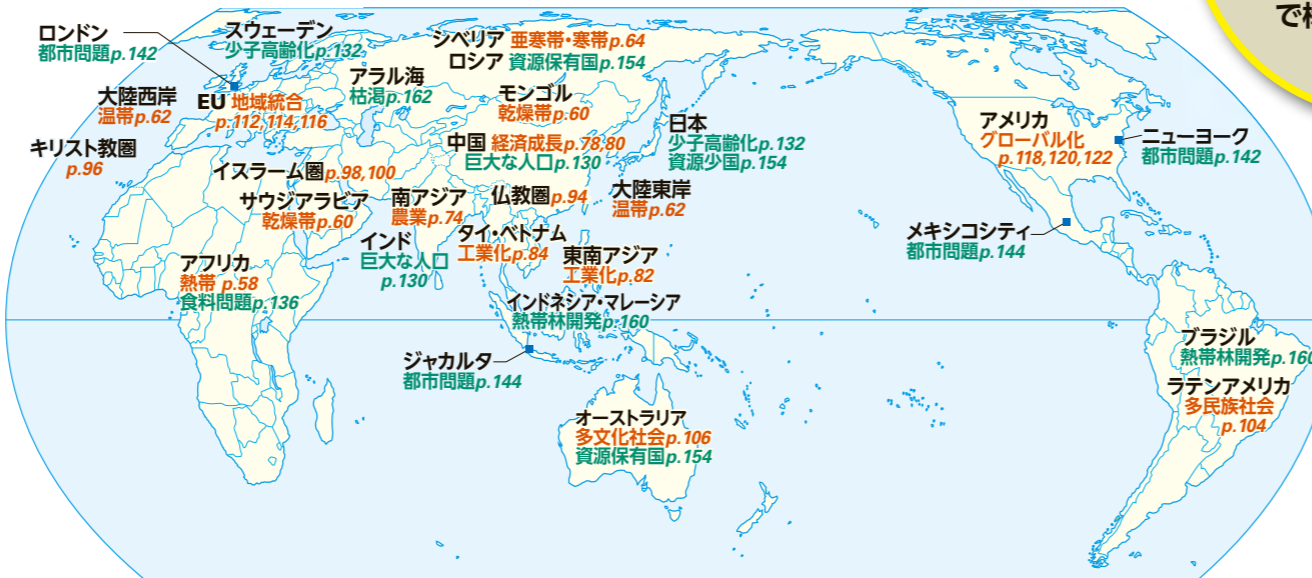 で
ロンドン
都市問題p.142
スウェーデン
少子高齢化p.132
シベリア 亜寒帯・寒帯p.64
ロシア 資源保有国p.154
アラル海
枯渇p.162
大陸西岸
温帯p.62
EU 地域統合
p.112,114,116
モンゴル
乾燥帯p.60
キリスト教圏
p.96
中国 経済成長p.78,80
巨大な人口p.130
日本
少子高齢化p.132
資源少国p.154
アメリカ
グローバル化
p.118,120,122
ニューヨーク
都市問題p.142
イスラーム圏p.98,100
サウジアラビア
乾燥帯p.60
南アジア
農業p.74
仏教圏p.94
大陸東岸
温帯p.62
インド
巨大な人口
p.130
タイ・ベトナム
工業化p.84
東南アジア
工業化p.82
メキシコシティ
都市問題p.144
アフリカ
熱帯 p.58
食料問題p.136
インドネシア・マレーシア
熱帯林開発p.160
ジャカルタ
都市問題p.144
ブラジル
熱帯林開発p.160
ラテンアメリカ
多民族社会
p.104
オーストラリア
多文化社会p.106
資源保有国p.154